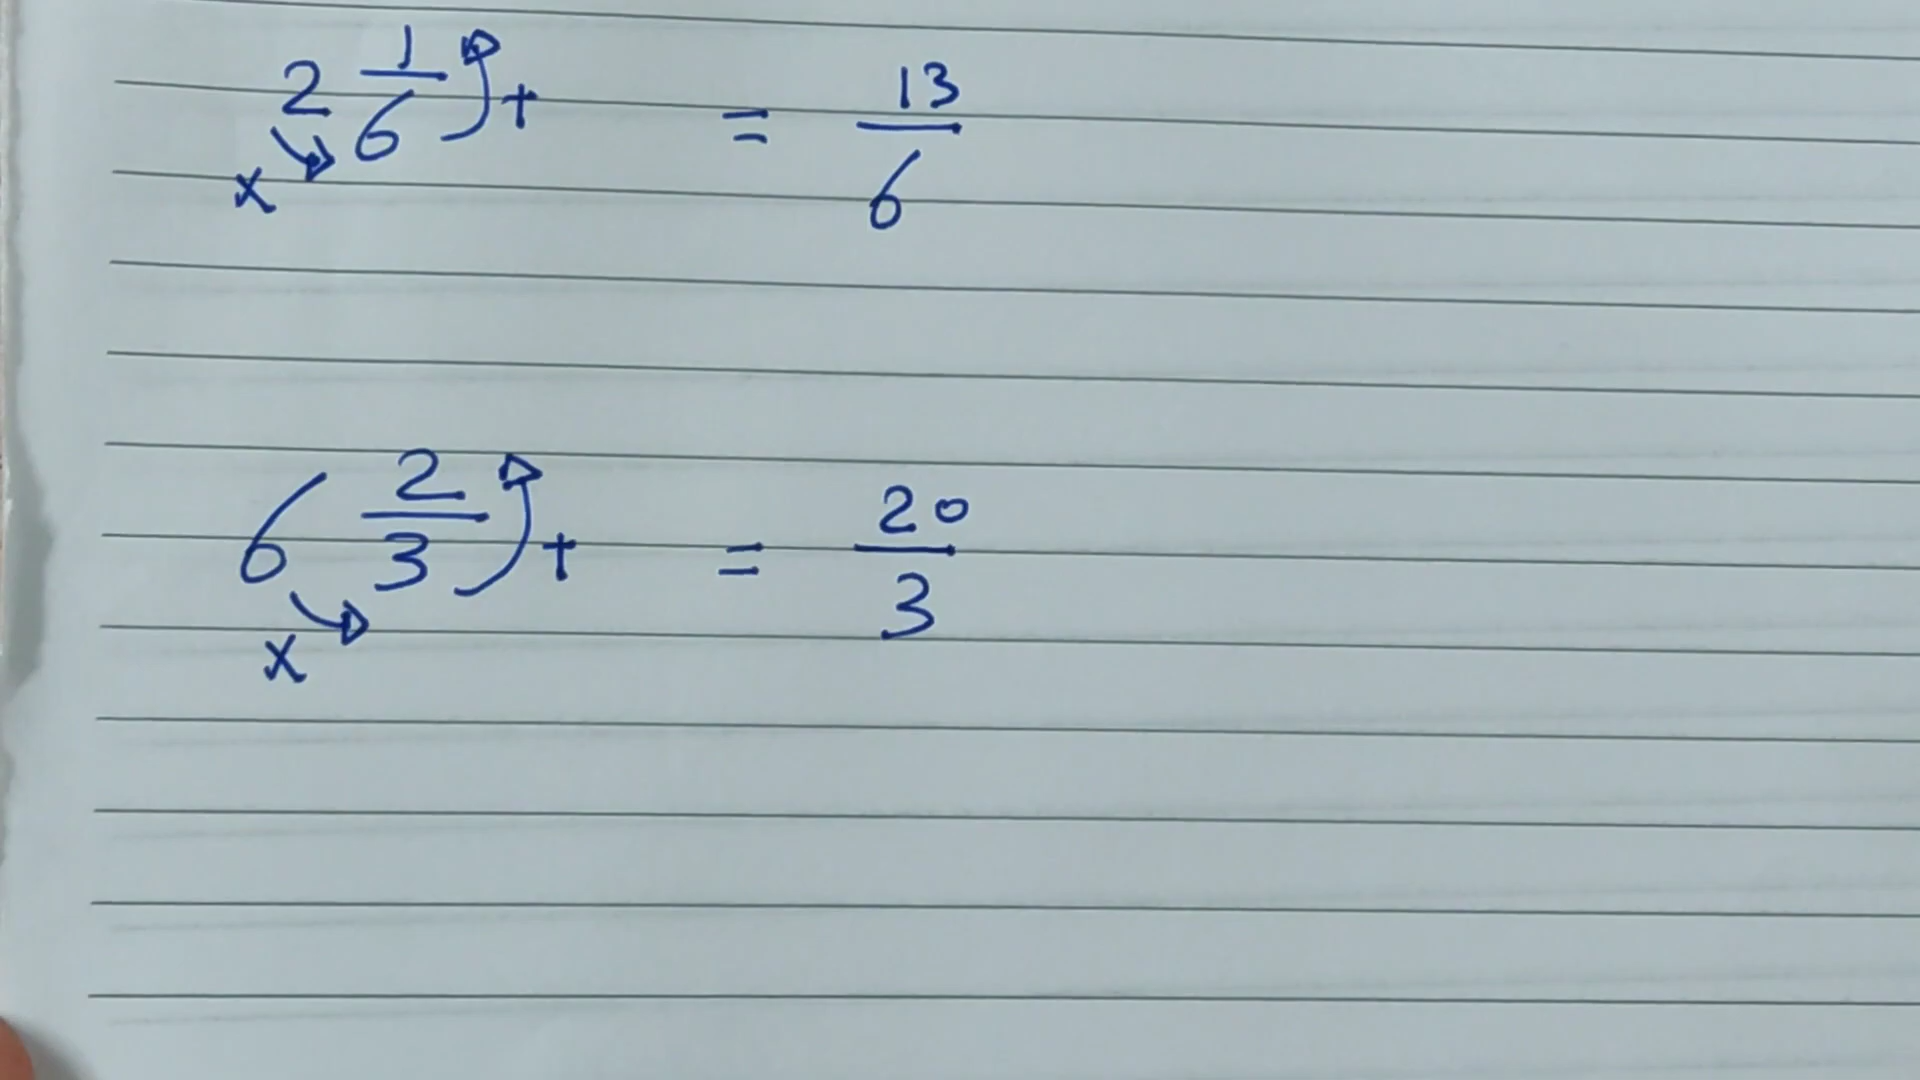 2 1/6 + = 13/6
x
6 2/3 + = 20/3
x